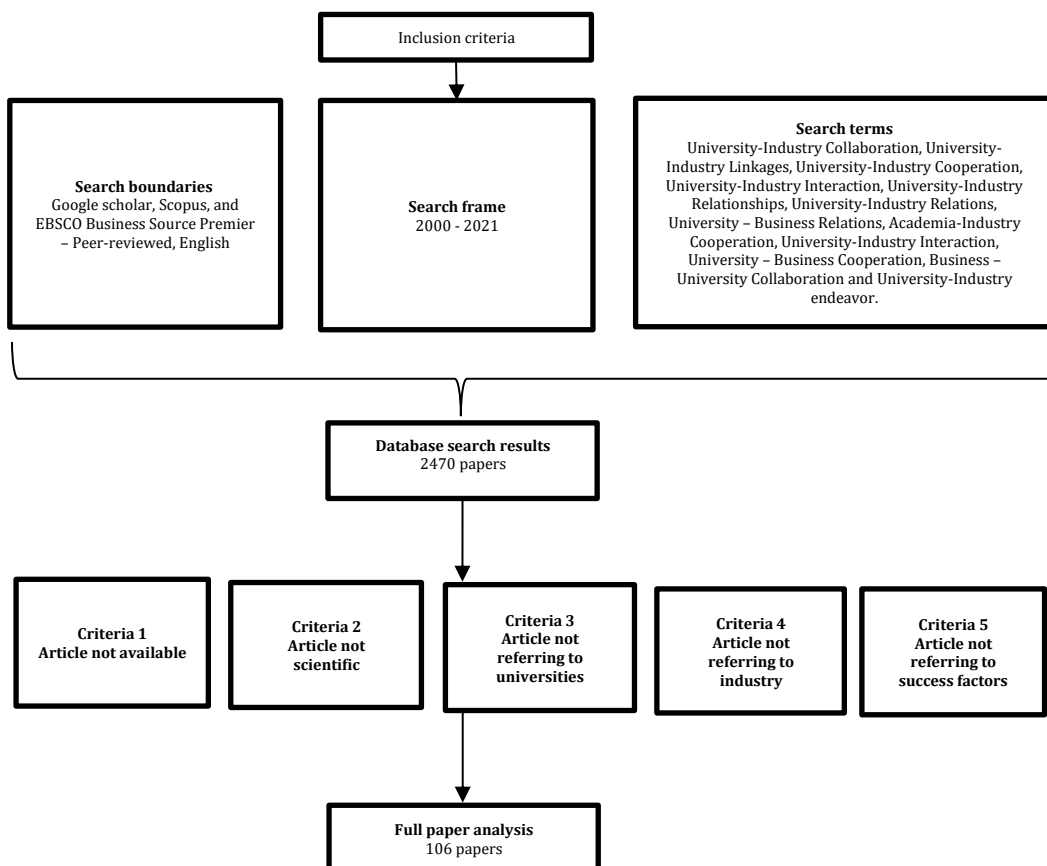 Inclusion criteria
Search boundaries
Google scholar, Scopus, and
EBSCO Business Source Premier
– Peer-reviewed, English
Search frame
2000 - 2021
Search terms
University-Industry Collaboration, University-
Industry Linkages, University-Industry Cooperation,
University-Industry Interaction, University-Industry
Relationships, University-Industry Relations,
University – Business Relations, Academia-Industry
Cooperation, University-Industry Interaction,
University – Business Cooperation, Business –
University Collaboration and University-Industry
endeavor.
Database search results
2470 papers
Criteria 1
Article not available
Criteria 2
Article not
scientific
Criteria 3
Article not
referring to
universities
Criteria 4
Article not
referring to
industry
Criteria 5
Article not
referring to
success factors
Full paper analysis
106 papers